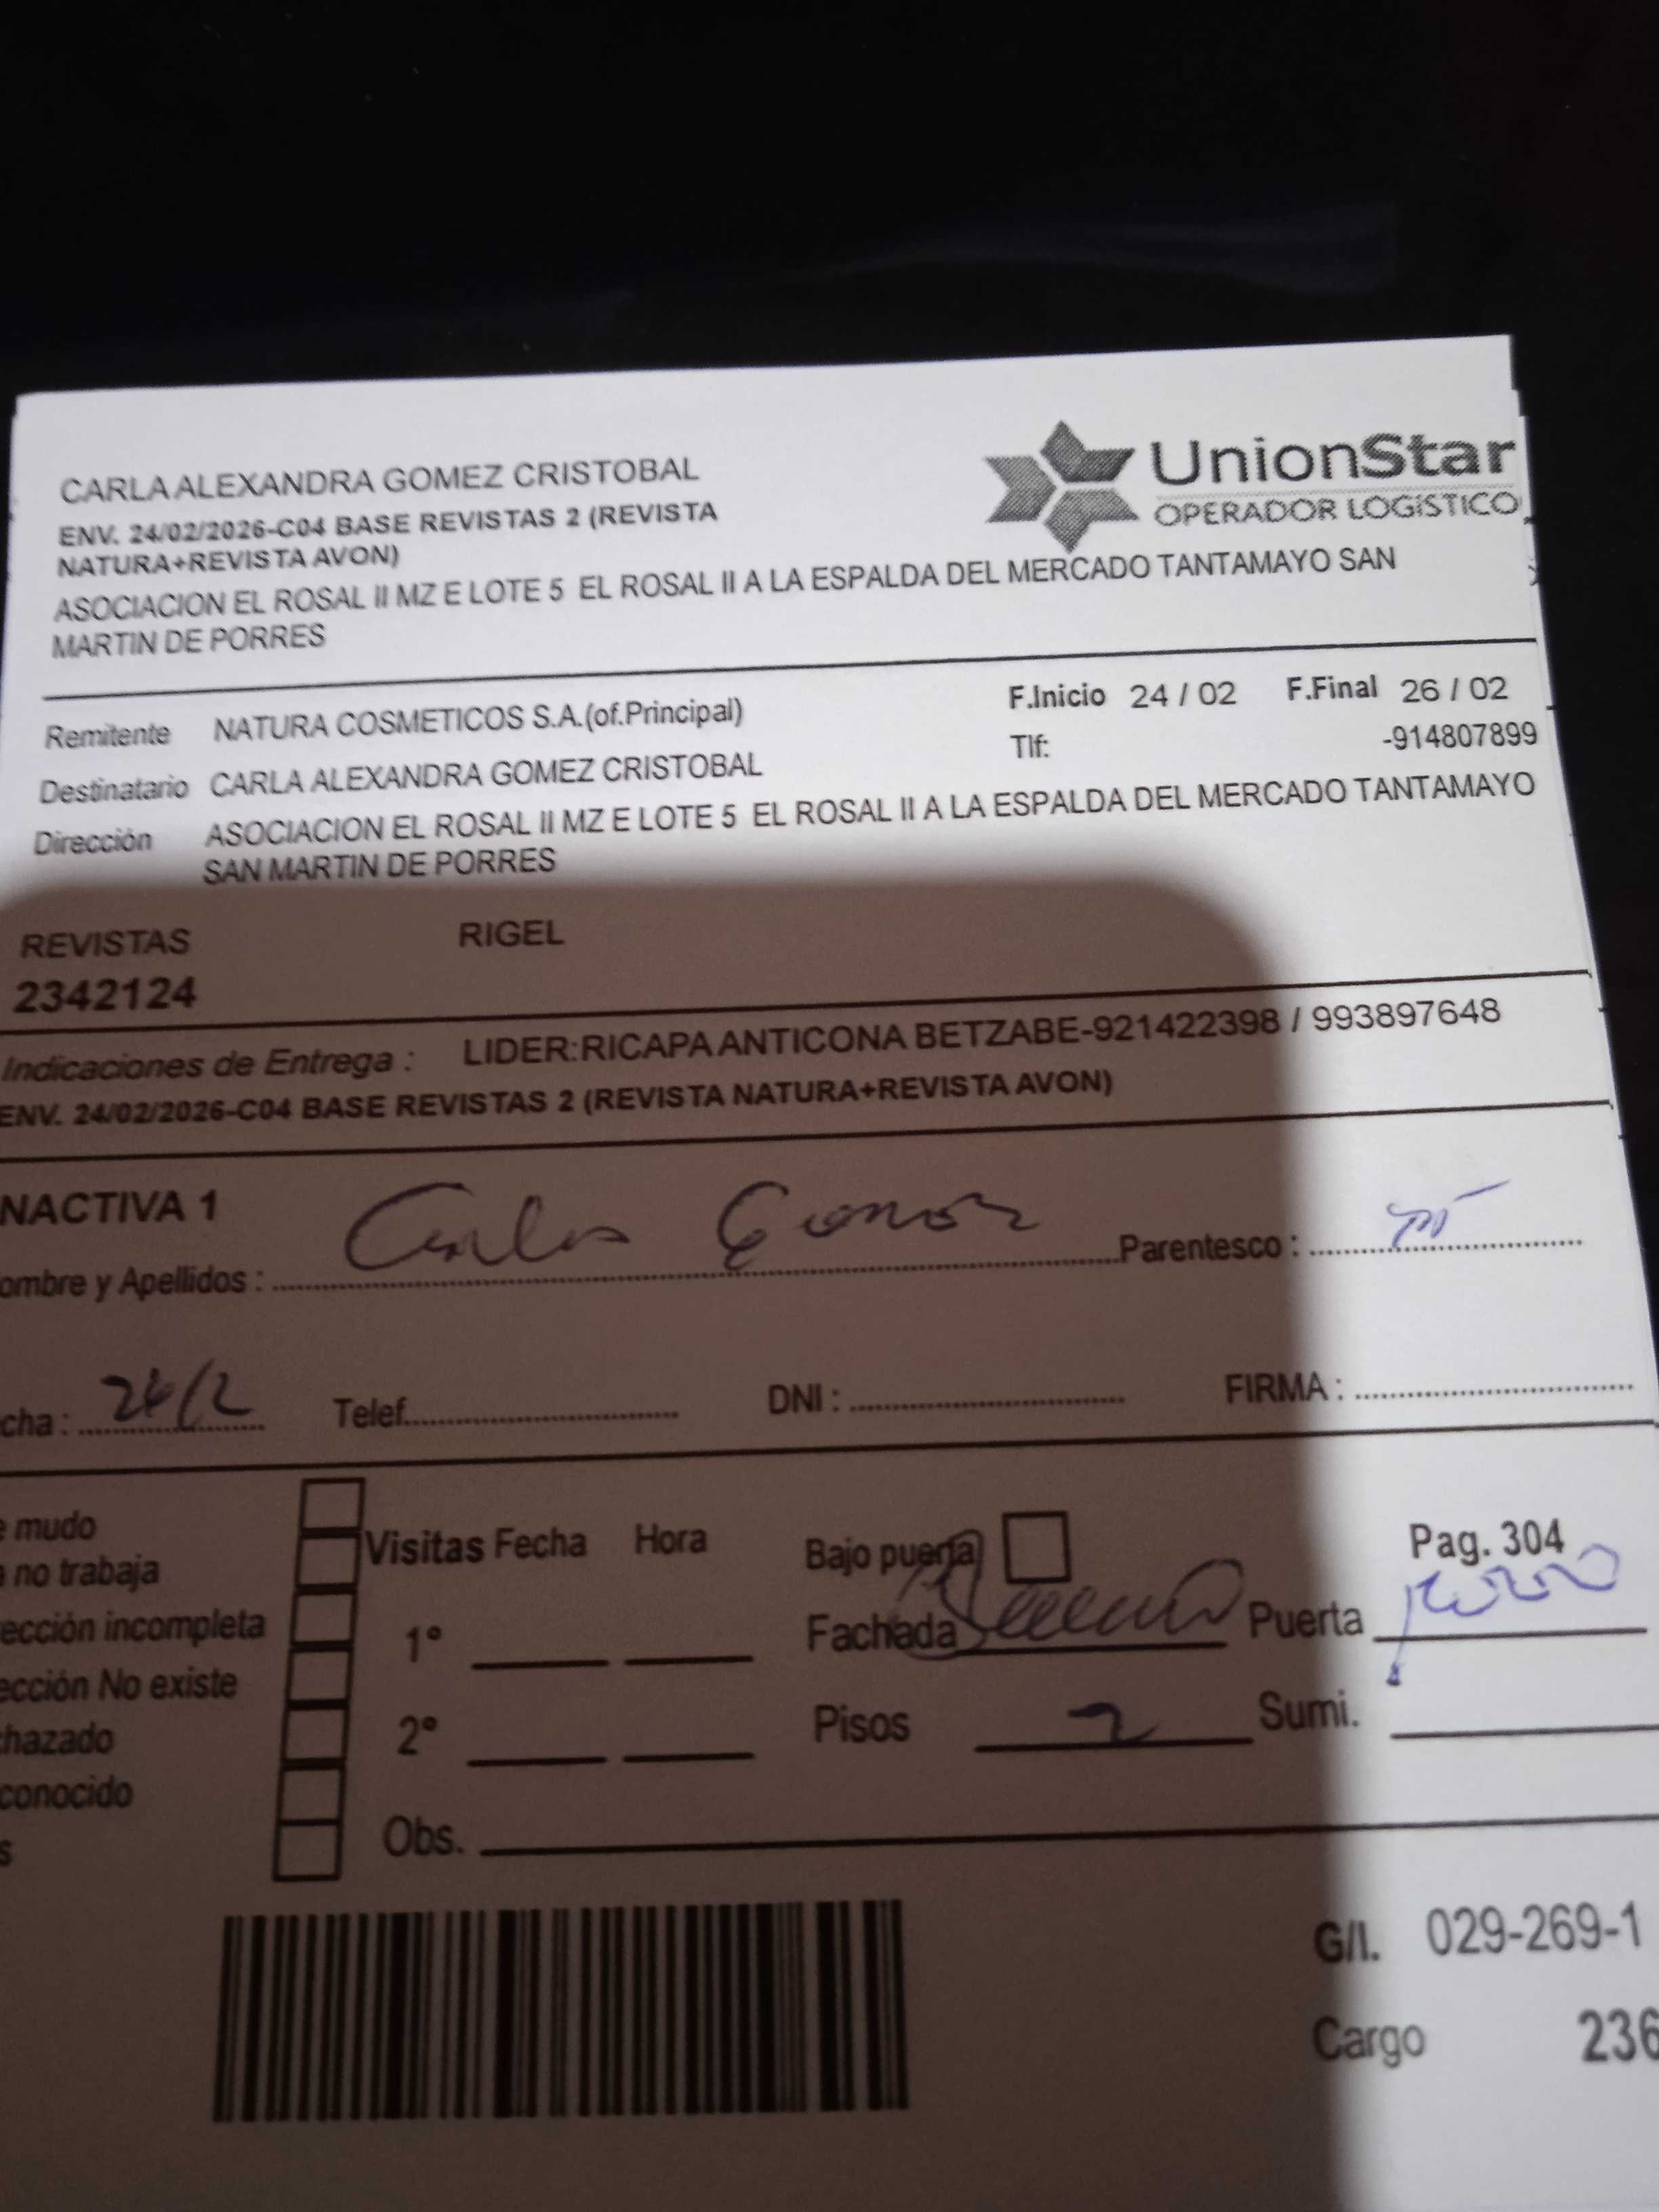 CARLA ALEXANDRA GOMEZ CRISTOBAL
UnionStar
OPERADOR LOGÍSTICO
ENV. 24/02/2026-C04 BASE REVISTAS 2 (REVISTA
NATURA+REVISTA AVON)
ASOCIACION EL ROSAL II MZ E LOTE 5 EL ROSAL II A LA ESPALDA DEL MERCADO TANTAMAYO SAN
MARTIN DE PORRES
Remitente NATURA COSMETICOS S.A.(of.Principal) F.Inicio 24 / 02 F.Final 26 / 02
Destinatario CARLA ALEXANDRA GOMEZ CRISTOBAL Tlf: -914807899
Dirección ASOCIACION EL ROSAL II MZ E LOTE 5 EL ROSAL II A LA ESPALDA DEL MERCADO TANTAMAYO
SAN MARTIN DE PORRES
REVISTAS RIGEL
2342124
Indicaciones de Entrega : LIDER:RICAPA ANTICONA BETZABE-921422398 / 993897648
ENV. 24/02/2026-C04 BASE REVISTAS 2 (REVISTA NATURA+REVISTA AVON)
NACTIVA 1
ombre y Apellidos : Parentesco :
cha : 24/2 Telef. DNI : FIRMA :
e mudo
a no trabaja
ección incompleta
ección No existe
chazado
conocido
s
Visitas Fecha Hora
1°
2°
Obs.
Bajo puerta Pag. 304
Fachada Puerta
Pisos 2 Sumi.
G/I. 029-269-1
Cargo 236